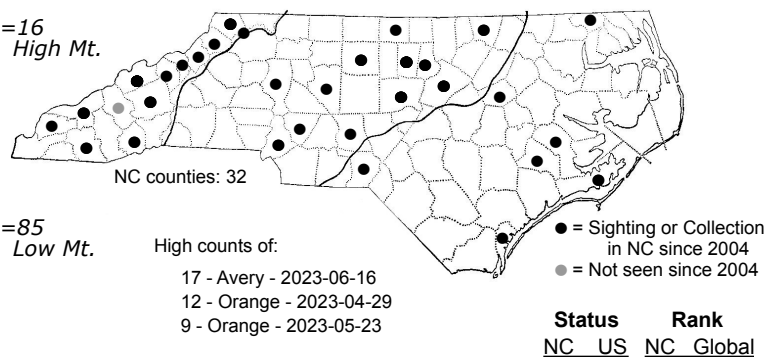 =16
High Mt.
NC counties: 32
=85
Low Mt.
High counts of:
17 - Avery - 2023-06-16
12 - Orange - 2023-04-29
9 - Orange - 2023-05-23
● = Sighting or Collection
in NC since 2004
● = Not seen since 2004
Status Rank
NC US NC Global